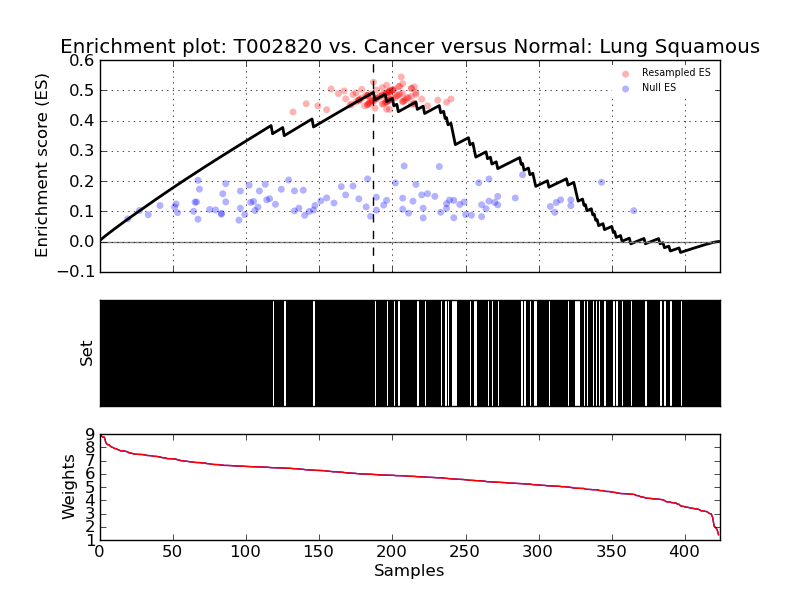 Enrichment plot: T002820 vs. Cancer versus Normal: Lung Squamous
0.6
0.5
0.4
0.3
0.2
0.1
0.0
−0.1
Enrichment score (ES)
Resampled ES
Null ES
Set
9
8
7
6
5
4
3
2
1
Weights
0 50 100 150 200 250 300 350 400
Samples